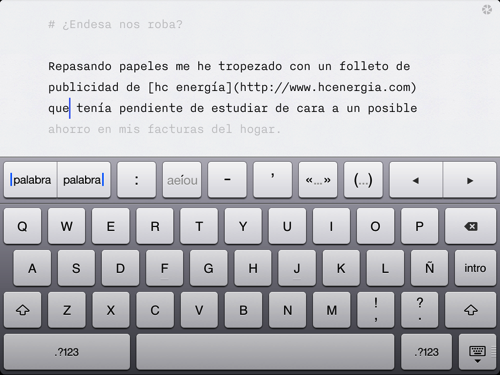 # ¿Endesa nos roba?
Repasando papeles me he tropezado con un folleto de
publicidad de [hc energía](http://www.hcenergia.com)
que tenía pendiente de estudiar de cara a un posible
ahorro en mis facturas del hogar.
palabra palabra : aeíou - ’ «…» (…)
Q W E R T Y U I O P
A S D F G H J K L Ñ intro
Z X C V B N M ! , ? .
.?123 .?123